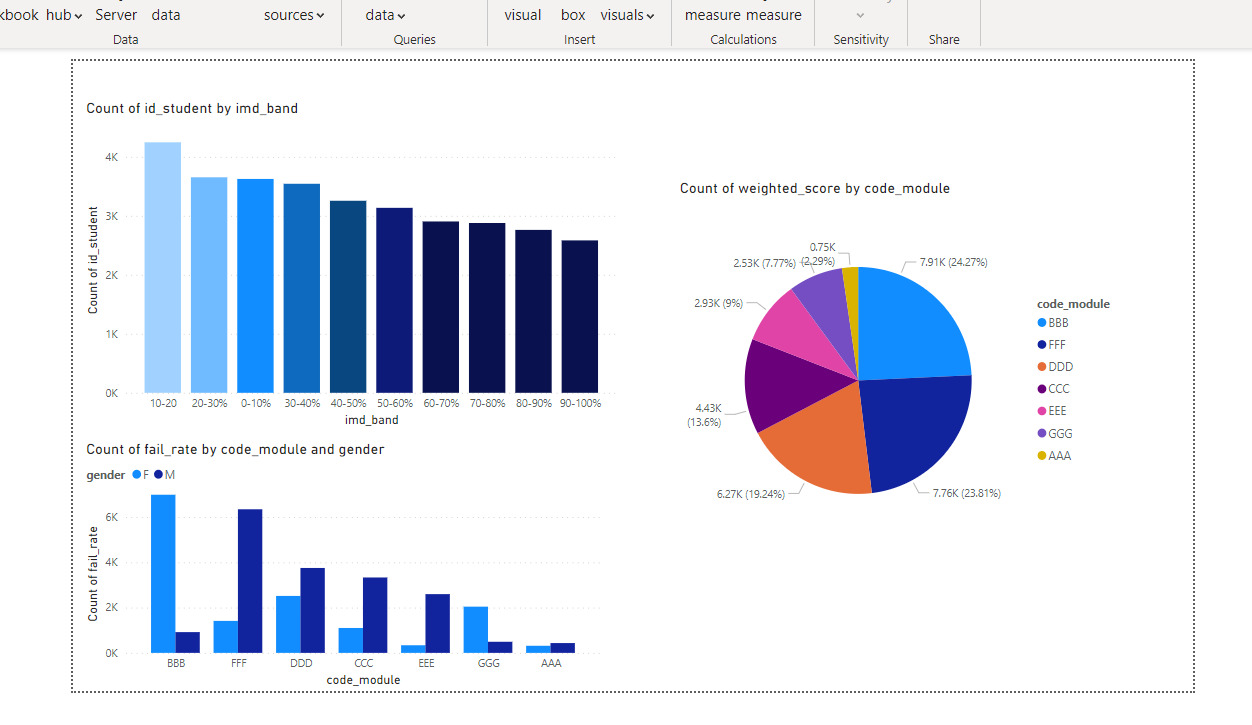 kbook hub Server data sources data visual box visuals measure measure
Data Queries Insert Calculations Sensitivity Share
Count of id_student by imd_band
4K
3K
2K
1K
0K
Count of id_student
10-20 20-30% 0-10% 30-40% 40-50% 50-60% 60-70% 70-80% 80-90% 90-100%
imd_band
Count of fail_rate by code_module and gender
gender F M
6K
4K
2K
0K
Count of fail_rate
BBB FFF DDD CCC EEE GGG AAA
code_module
Count of weighted_score by code_module
0.75K
(2.29%)
2.53K (7.77%)
7.91K (24.27%)
2.93K (9%)
4.43K
(13.6%)
6.27K (19.24%)
7.76K (23.81%)
code_module
BBB
FFF
DDD
CCC
EEE
GGG
AAA